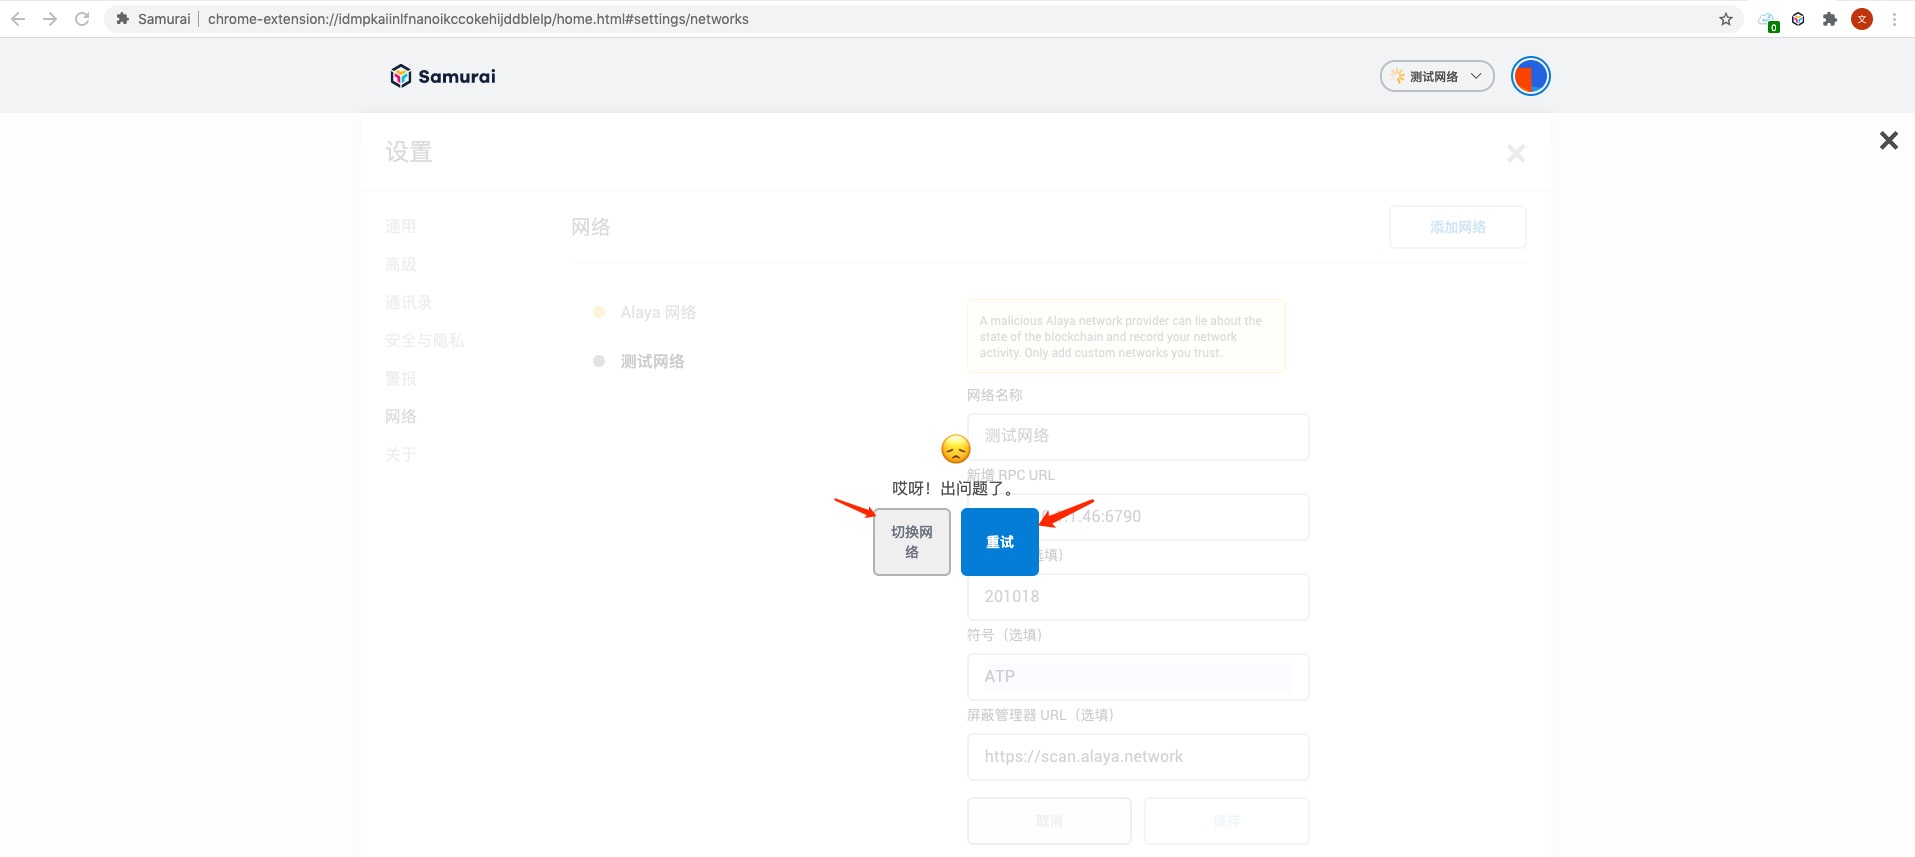 Samurai
chrome-extension://idmpkaiinlfnanoikccokehijddblelp/home.html#settings/networks
0
文
Samurai
测试网络
设置
通用
高级
通讯录
安全与隐私
警报
网络
关于
网络
添加网络
Alaya 网络
测试网络
A malicious Alaya network provider can lie about the
state of the blockchain and record your network
activity. Only add custom networks you trust.
网络名称
测试网络
新增 RPC URL
1.46:6790
选填）
201018
符号（选填）
ATP
屏蔽管理器 URL（选填）
https://scan.alaya.network
取消
保存
哎呀！出问题了。
切换网
络
重试